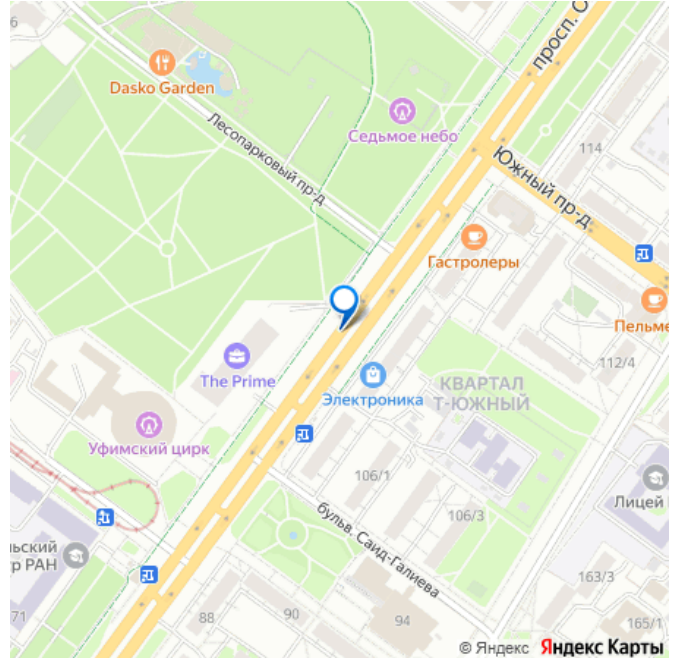 просп. О
Dasko Garden
Седьмое небо
Лесопарковый пр-д
114
Южный пр-д
Гастролеры
Пельме
The Prime
112/4
Электроника
КВАРТАЛ
Т-ЮЖНЫЙ
Уфимский цирк
106/1
Лицей
106/3
бульв. Саид-Галиева
льский
р РАН
163/3
71
88
90
94
165/1
© Яндекс Яндекс Карты